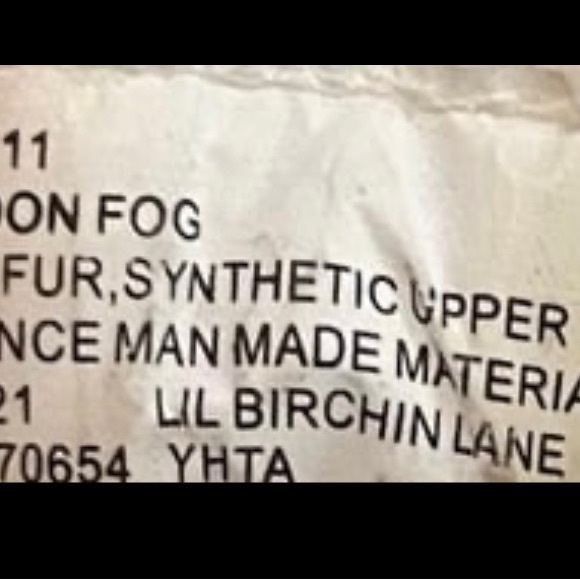 11
ON FOG
FUR,SYNTHETIC UPPER
NCE MAN MADE MATERIA
21 LIL BIRCHIN LANE
70654 YHTA